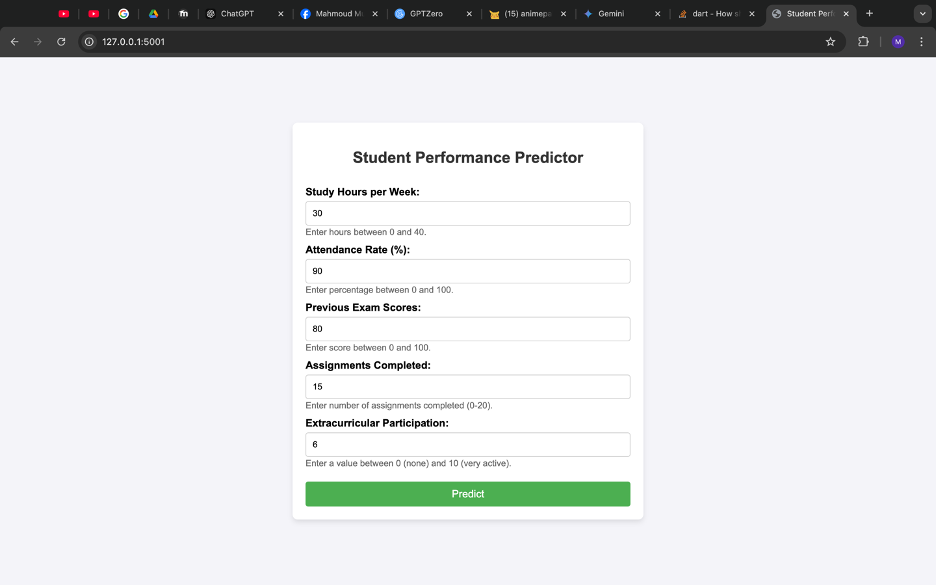 ChatGPT
Mahmoud M
GPTZero
(15) animepa
Gemini
dart - How s
Student Perf
127.0.0.1:5001
M
Student Performance Predictor
Study Hours per Week:
30
Enter hours between 0 and 40.
Attendance Rate (%):
90
Enter percentage between 0 and 100.
Previous Exam Scores:
80
Enter score between 0 and 100.
Assignments Completed:
15
Enter number of assignments completed (0-20).
Extracurricular Participation:
6
Enter a value between 0 (none) and 10 (very active).
Predict